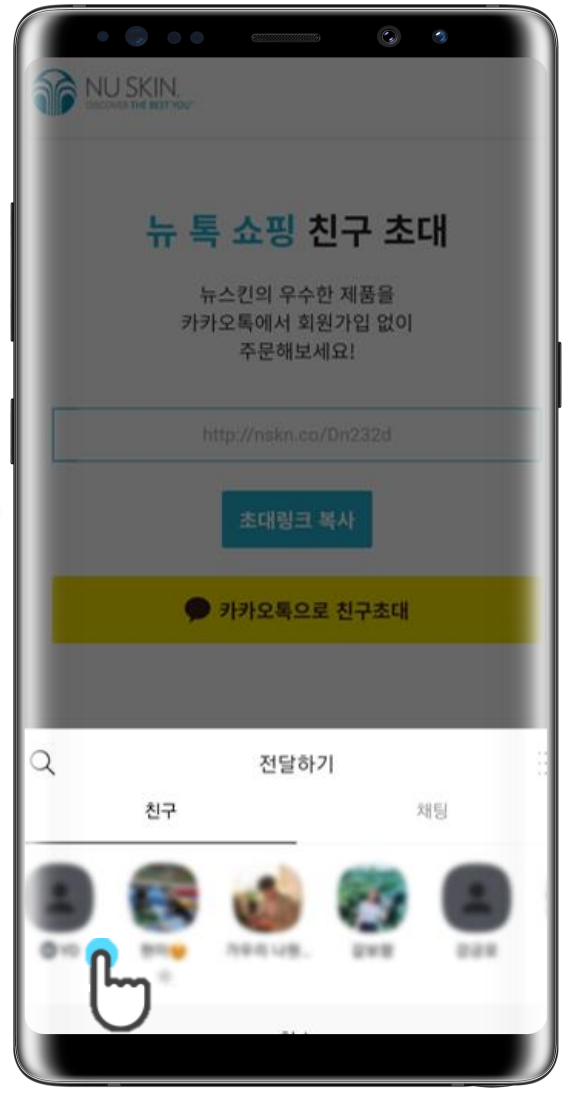 NU SKIN.
DISCOVER THE BEST YOU™
뉴 톡 쇼핑 친구 초대
뉴스킨의 우수한 제품을
카카오톡에서 회원가입 없이
주문해보세요!
http://nskn.co/Dn232d
초대링크 복사
카카오톡으로 친구초대
전달하기
친구
채팅